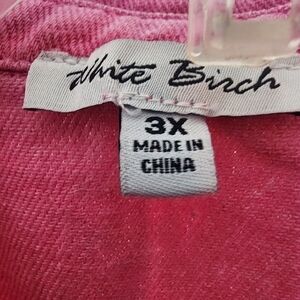 White Birch
3X
MADE IN
CHINA